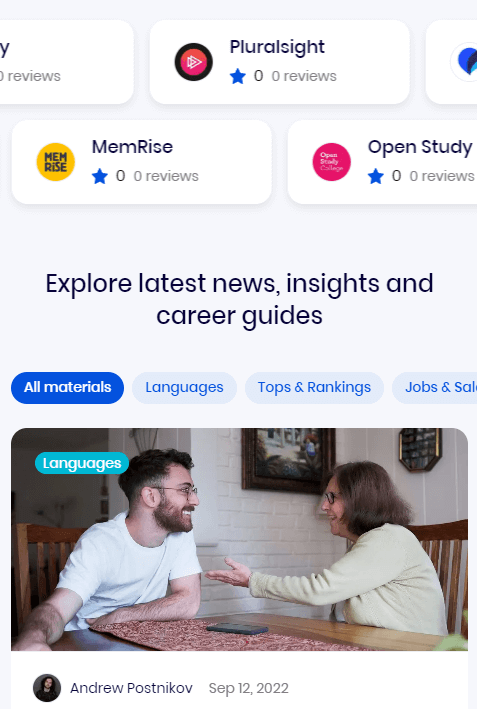 y
0 reviews
Pluralsight
0 0 reviews
MEM
RiSE
MemRise
0 0 reviews
Open
Study
College
Open Study
0 0 reviews
Explore latest news, insights and
career guides
All materials
Languages
Tops & Rankings
Jobs & Sal
Languages
Andrew Postnikov
Sep 12, 2022